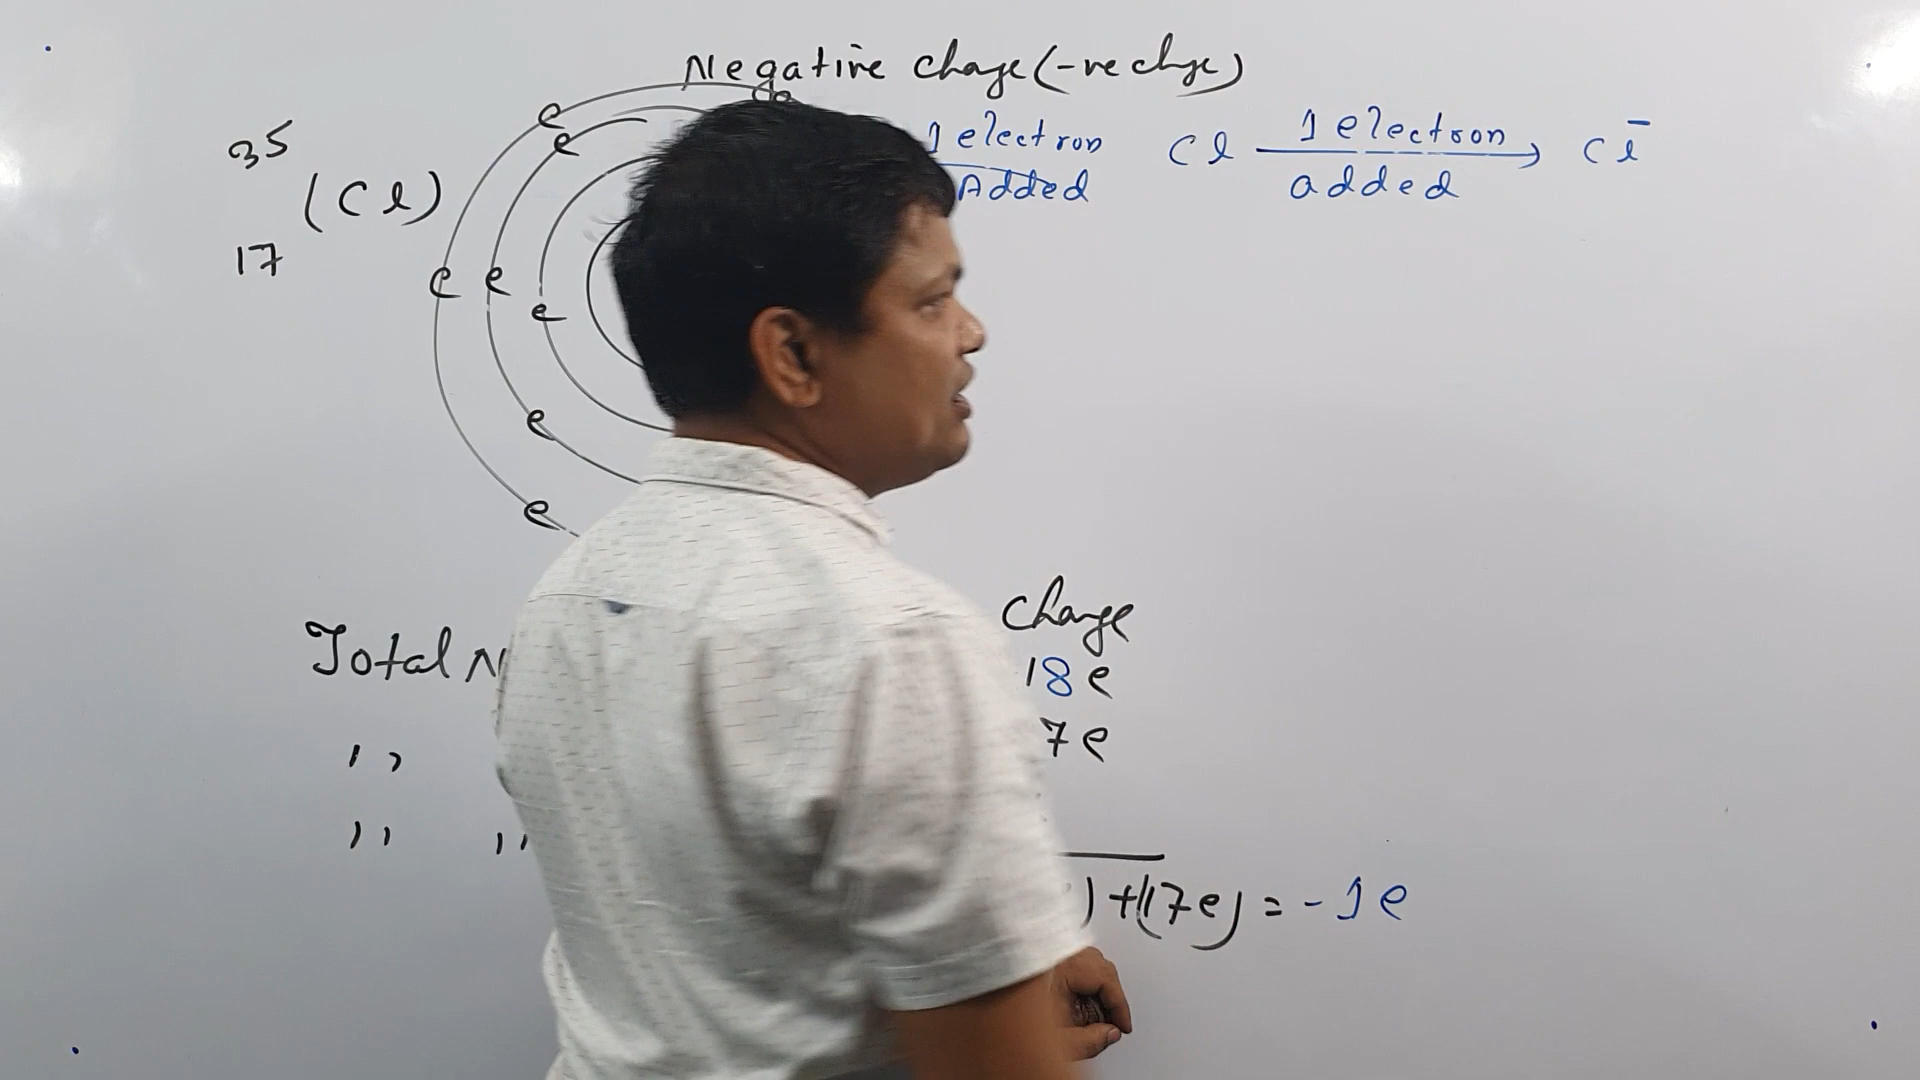 Negative charge (-ve chge)
35
(Cl)
17
1 electron
Added
Cl 1 electron added → Cl⁻
e
e
e e
e
e
e
Charge
Total N
18e
,, 7e
,, ,,
) + (17e) = -1e